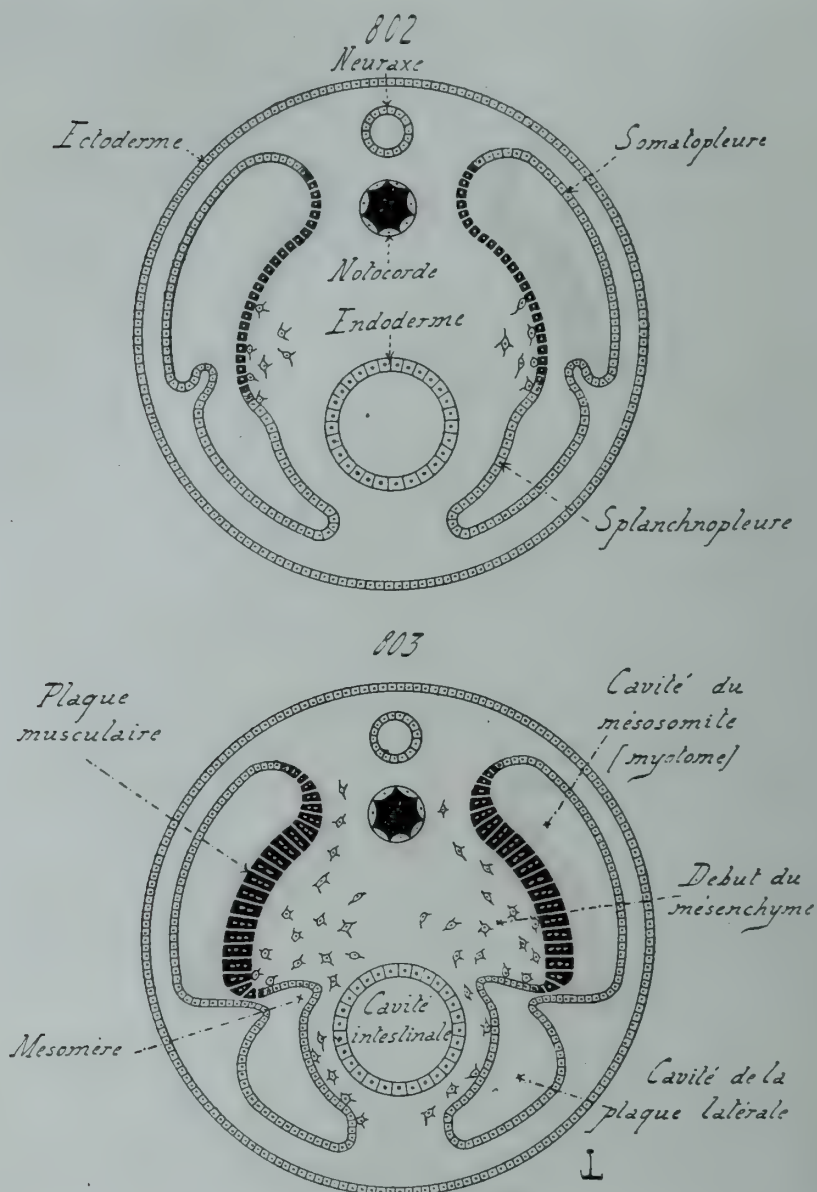 802
Neuraxe
Ectoderme
Somatopleure
Notocorde
Endoderme
Splanchnopleure
803
Plaque
musculaire
Cavité du
mésosomite
[myotome]
Debut du
mésenchyme
Cavité
intestinale
Mesomère
Cavité de la
plaque latérale